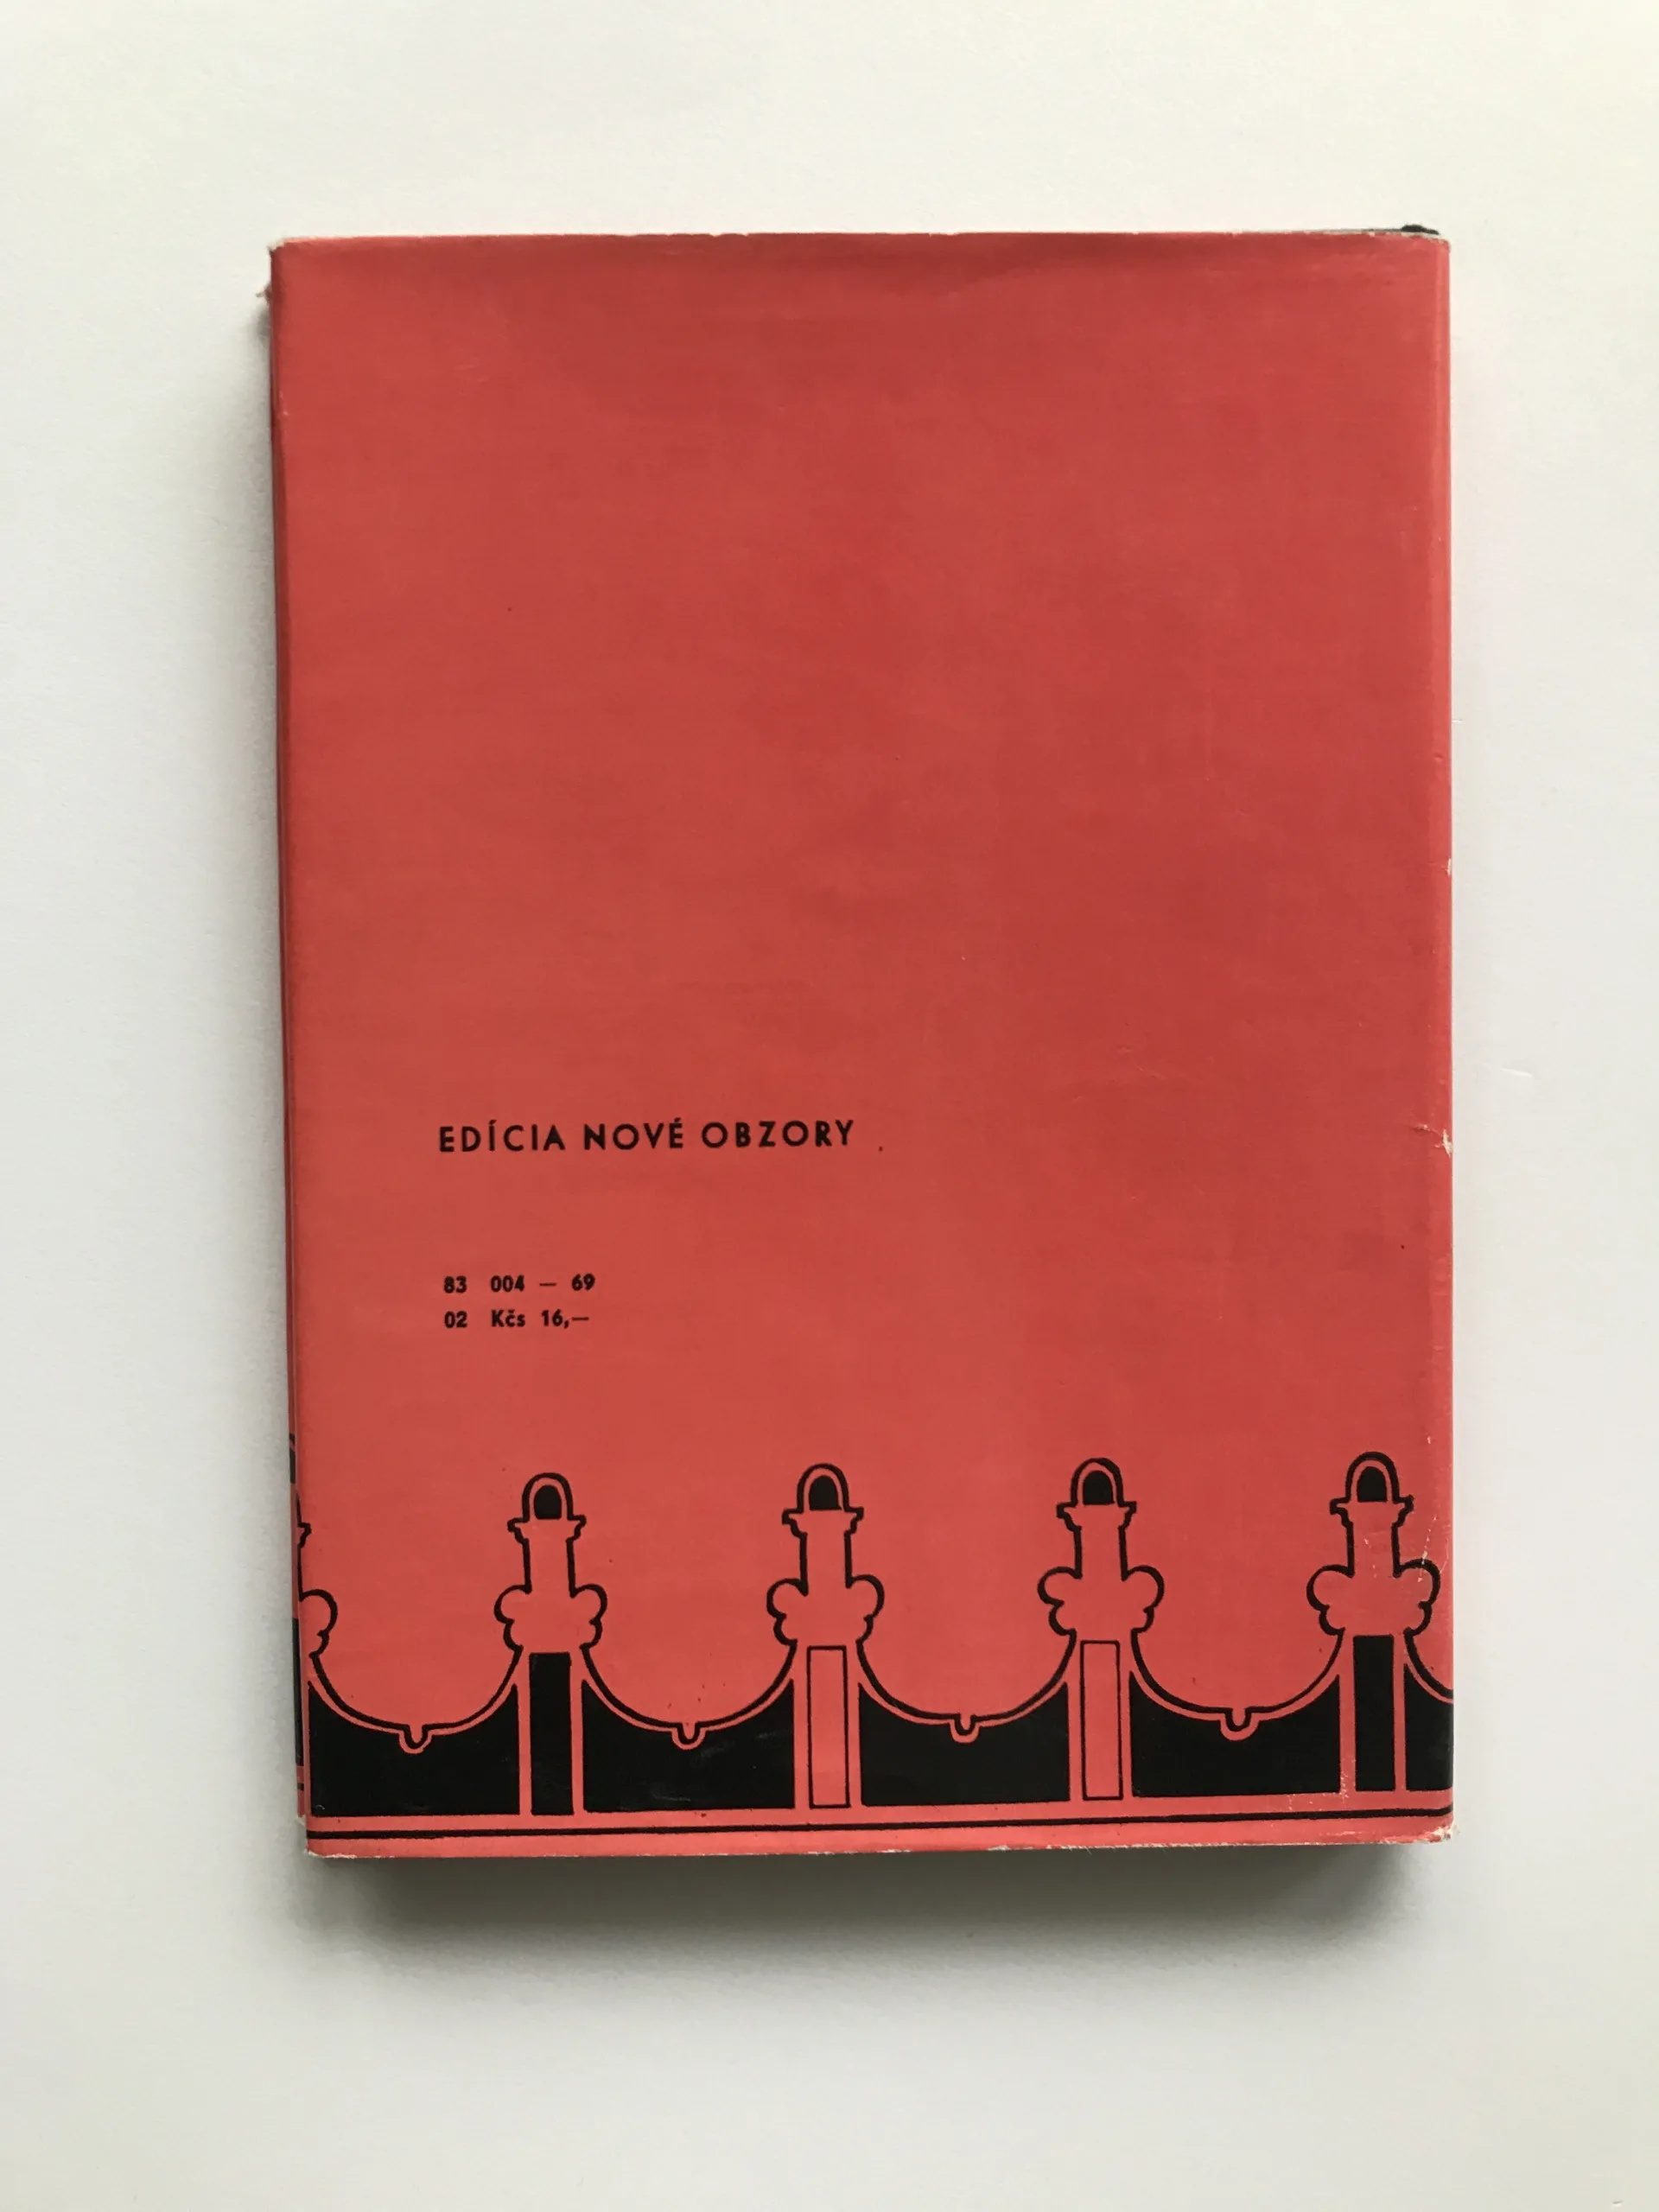 EDÍCIA NOVÉ OBZORY
83 004 — 69
02 Kčs 16,—